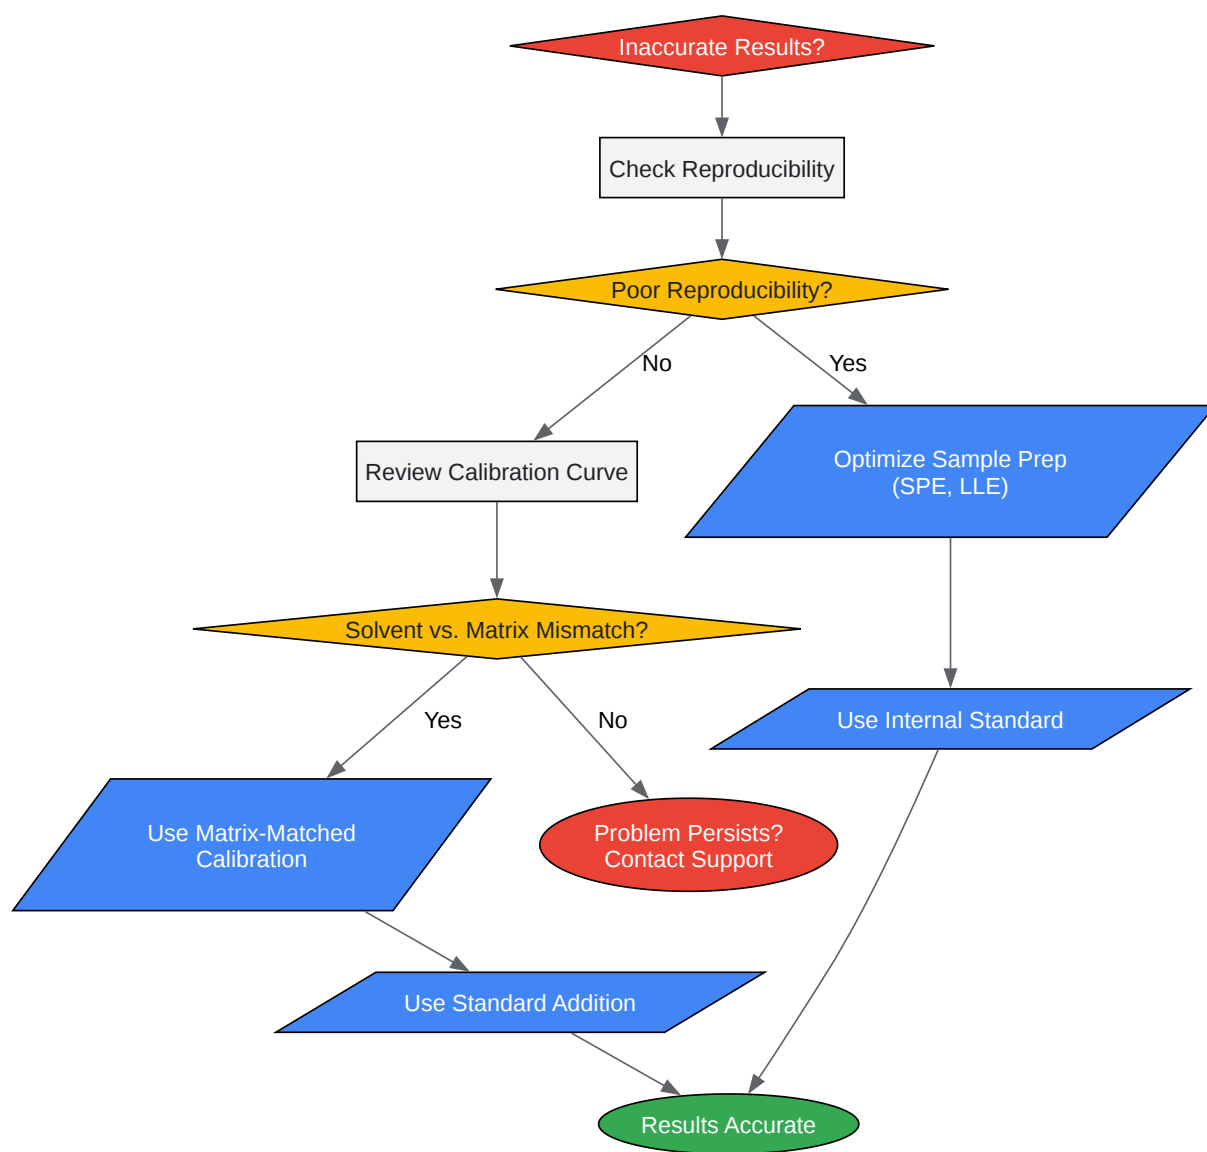 Inaccurate Results?
Check Reproducibility
Poor Reproducibility?
No
Yes
Review Calibration Curve
Optimize Sample Prep
(SPE, LLE)
Solvent vs. Matrix Mismatch?
Yes
No
Use Internal Standard
Use Matrix-Matched
Calibration
Problem Persists?
Contact Support
Use Standard Addition
Results Accurate